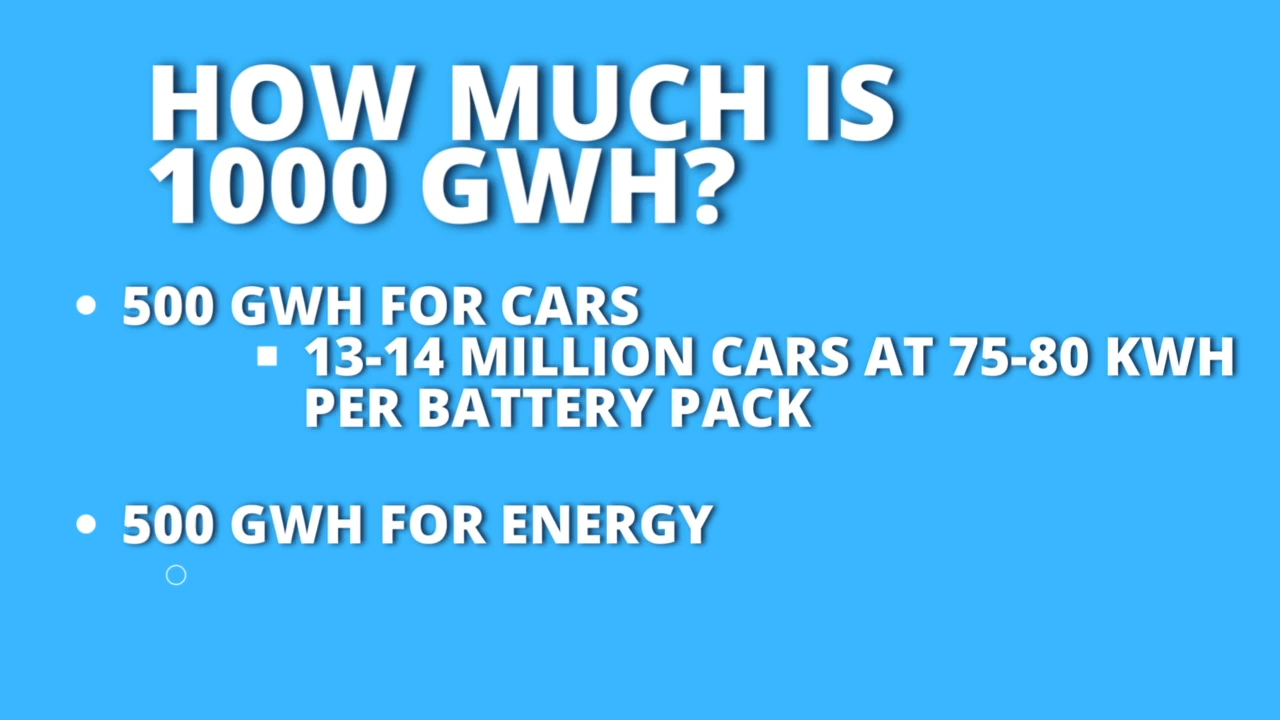 HOW MUCH IS
1000 GWH?
• 500 GWH FOR CARS
▪ 13-14 MILLION CARS AT 75-80 KWH
PER BATTERY PACK
• 500 GWH FOR ENERGY
○